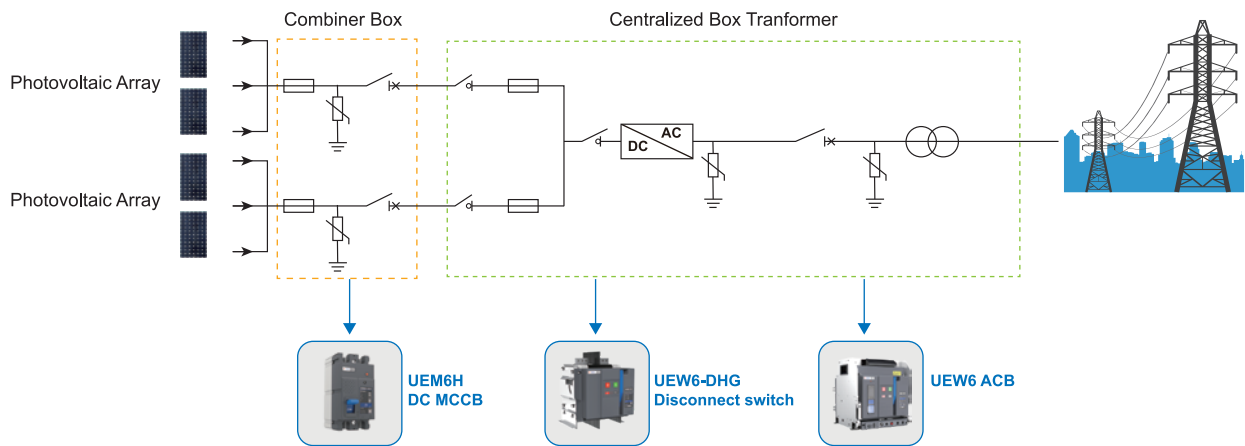 Combiner Box
Centralized Box Tranformer
Photovoltaic Array
AC
DC
Photovoltaic Array
UEM6H
DC MCCB
UEW6-DHG
Disconnect switch
UEW6 ACB